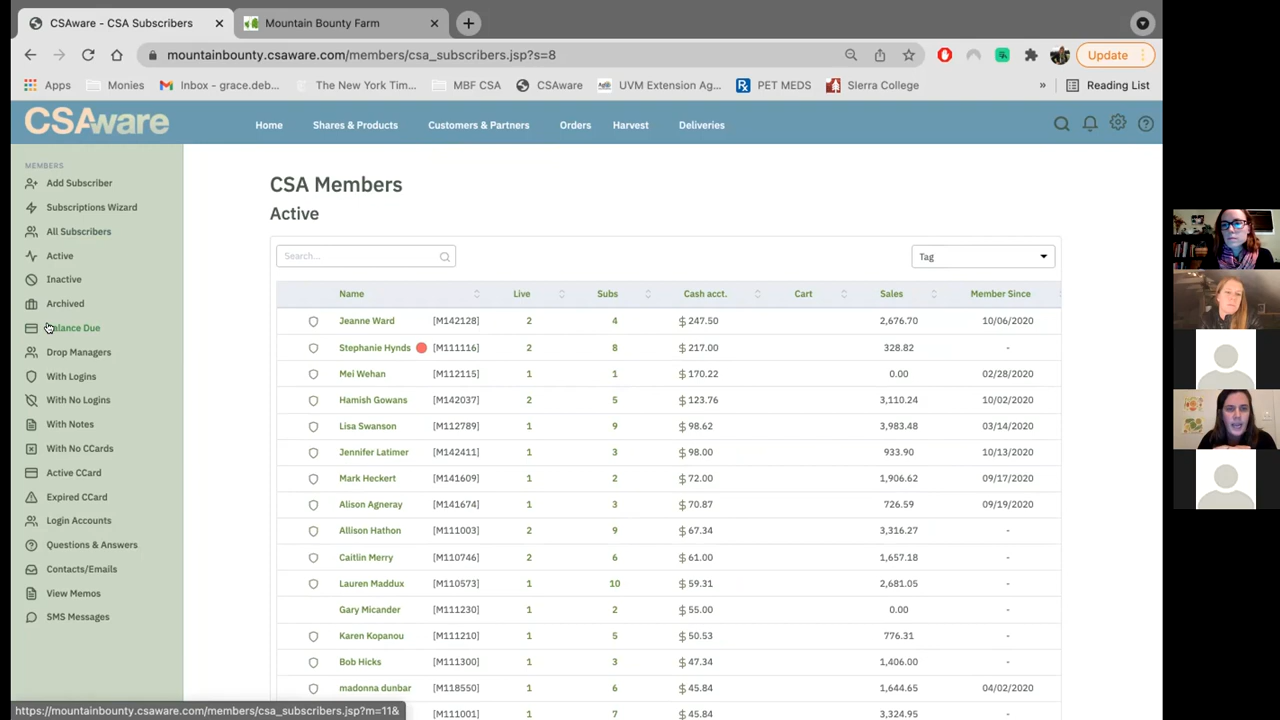 CSAware - CSA Subscribers
Mountain Bounty Farm
mountainbounty.csaware.com/members/csa_subscribers.jsp?s=8
Update
Apps
Monies
Inbox - grace.deb...
The New York Tim...
MBF CSA
CSAware
UVM Extension Ag...
PET MEDS
SIerra College
»
Reading List
CSAware
Home
Shares & Products
Customers & Partners
Orders
Harvest
Deliveries
MEMBERS
Add Subscriber
Subscriptions Wizard
All Subscribers
Active
Inactive
Archived
alance Due
Drop Managers
With Logins
With No Logins
With Notes
With No CCards
Active CCard
Expired CCard
Login Accounts
Questions & Answers
Contacts/Emails
View Memos
SMS Messages
CSA Members
Active
Search...
Tag
Name Live Subs Cash acct. Cart Sales Member Since
Jeanne Ward [M142128] 2 4 $ 247.50 2,676.70 10/06/2020
Stephanie Hynds [M111116] 2 8 $ 217.00 328.82 -
Mei Wehan [M112115] 1 1 $ 170.22 0.00 02/28/2020
Hamish Gowans [M142037] 2 5 $ 123.76 3,110.24 10/02/2020
Lisa Swanson [M112789] 1 9 $ 98.62 3,983.48 03/14/2020
Jennifer Latimer [M142411] 1 3 $ 98.00 933.90 10/13/2020
Mark Heckert [M141609] 1 2 $ 72.00 1,906.62 09/17/2020
Alison Agneray [M141674] 1 3 $ 70.87 726.59 09/19/2020
Allison Hathon [M111003] 2 9 $ 67.34 3,316.27 -
Caitlin Merry [M110746] 2 6 $ 61.00 1,657.18 -
Lauren Maddux [M110573] 1 10 $ 59.31 2,681.05 -
Gary Micander [M111230] 1 2 $ 55.00 0.00 -
Karen Kopanou [M111210] 1 5 $ 50.53 776.31 -
Bob Hicks [M111300] 1 3 $ 47.34 1,406.00 -
madonna dunbar [M118550] 1 6 $ 45.84 1,644.65 04/02/2020
[M111001] 1 7 $ 45.84 3,324.95 -
https://mountainbounty.csaware.com/members/csa_subscribers.jsp?m=11&